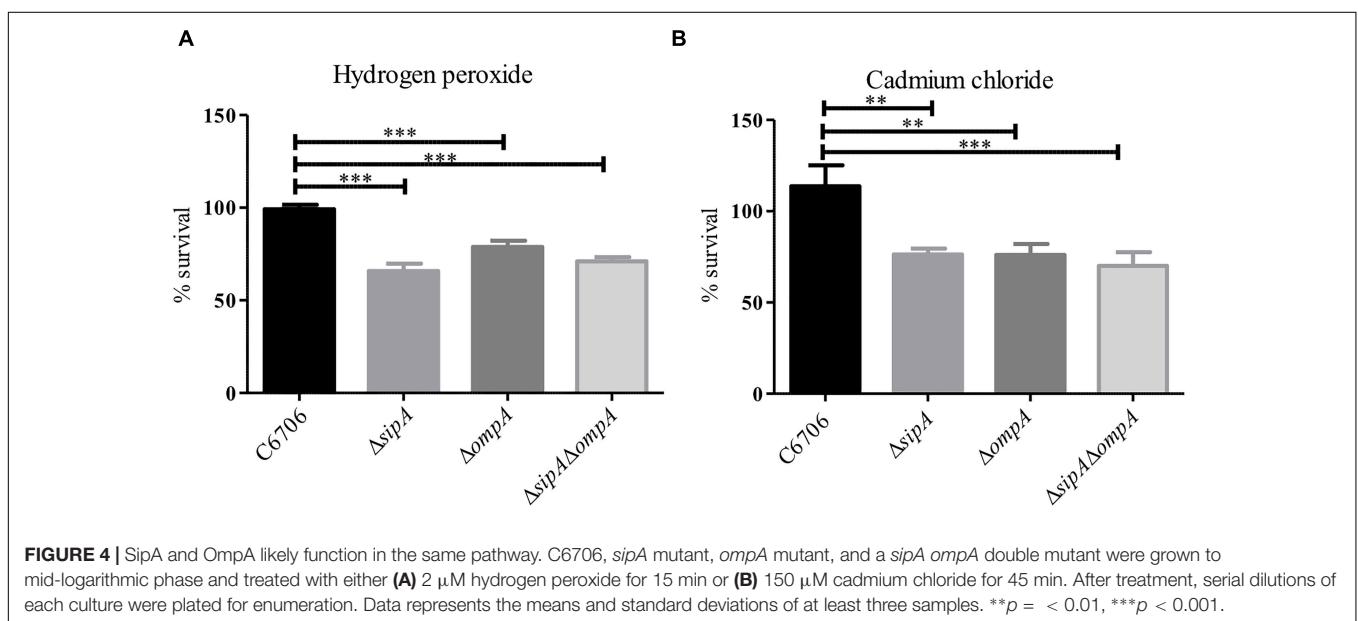 A
Hydrogen peroxide
% survival
150
100
50
0
***
***
***
C6706
ΔsipA
ΔompA
ΔsipAΔompA
B
Cadmium chloride
% survival
150
100
50
0
**
**
***
C6706
ΔsipA
ΔompA
ΔsipAΔompA
FIGURE 4 | SipA and OmpA likely function in the same pathway. C6706, sipA mutant, ompA mutant, and a sipA ompA double mutant were grown to
mid-logarithmic phase and treated with either (A) 2 μM hydrogen peroxide for 15 min or (B) 150 μM cadmium chloride for 45 min. After treatment, serial dilutions of
each culture were plated for enumeration. Data represents the means and standard deviations of at least three samples. **p = < 0.01, ***p < 0.001.